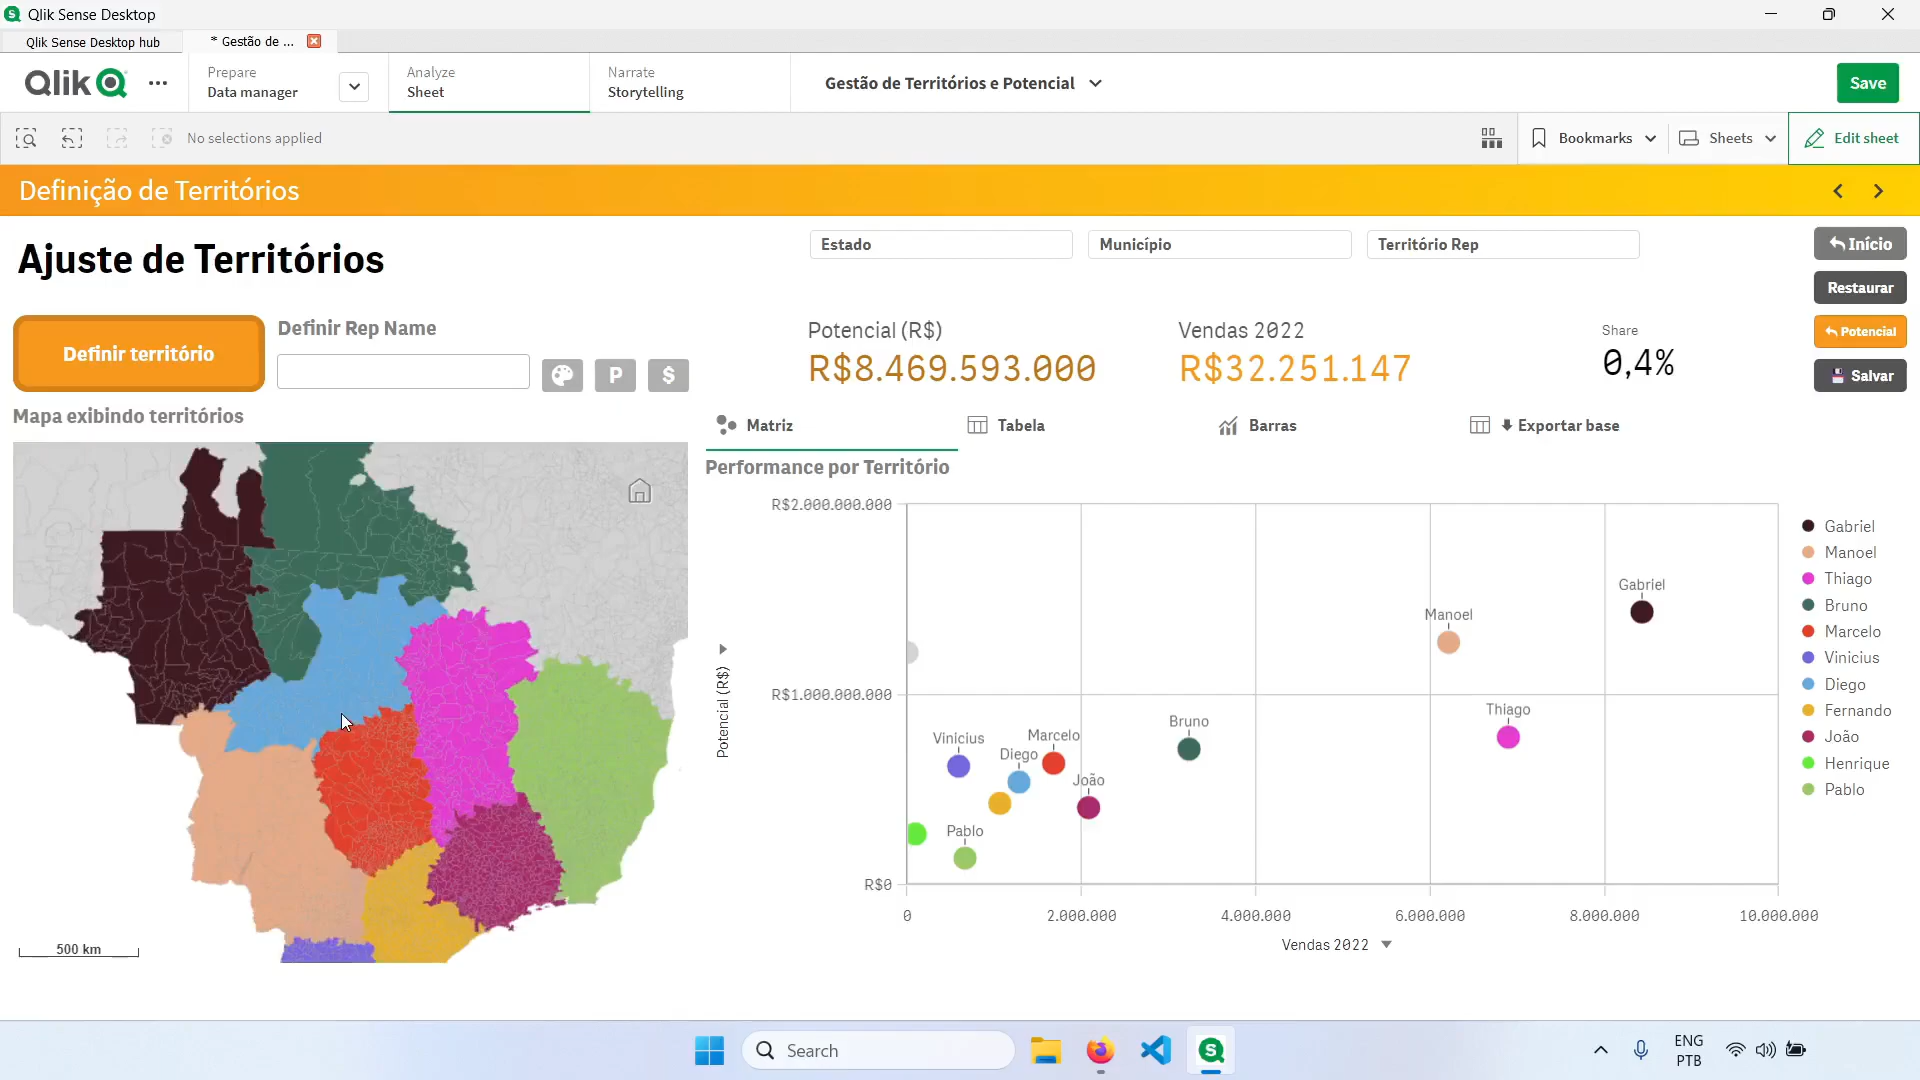 Qlik Sense Desktop
Qlik Sense Desktop hub
* Gestão de ...
Qlik
Prepare
Data manager
Analyze
Sheet
Narrate
Storytelling
Gestão de Territórios e Potencial
Save
No selections applied
Bookmarks
Sheets
Edit sheet
Definição de Territórios
Ajuste de Territórios
Estado
Município
Território Rep
Início
Restaurar
Potencial
Salvar
Definir território
Definir Rep Name
P
$
Potencial (R$)
R$8.469.593.000
Vendas 2022
R$32.251.147
Share
0,4%
Mapa exibindo territórios
500 km
Matriz
Tabela
Barras
Exportar base
Performance por Território
R$2.000.000.000
R$1.000.000.000
R$0
Potencial (R$)
Gabriel
Manoel
Thiago
Bruno
Marcelo
Vinicius
Diego
João
Pablo
0
2.000.000
4.000.000
6.000.000
8.000.000
10.000.000
Vendas 2022
Gabriel
Manoel
Thiago
Bruno
Marcelo
Vinicius
Diego
Fernando
João
Henrique
Pablo
Search
ENG
PTB